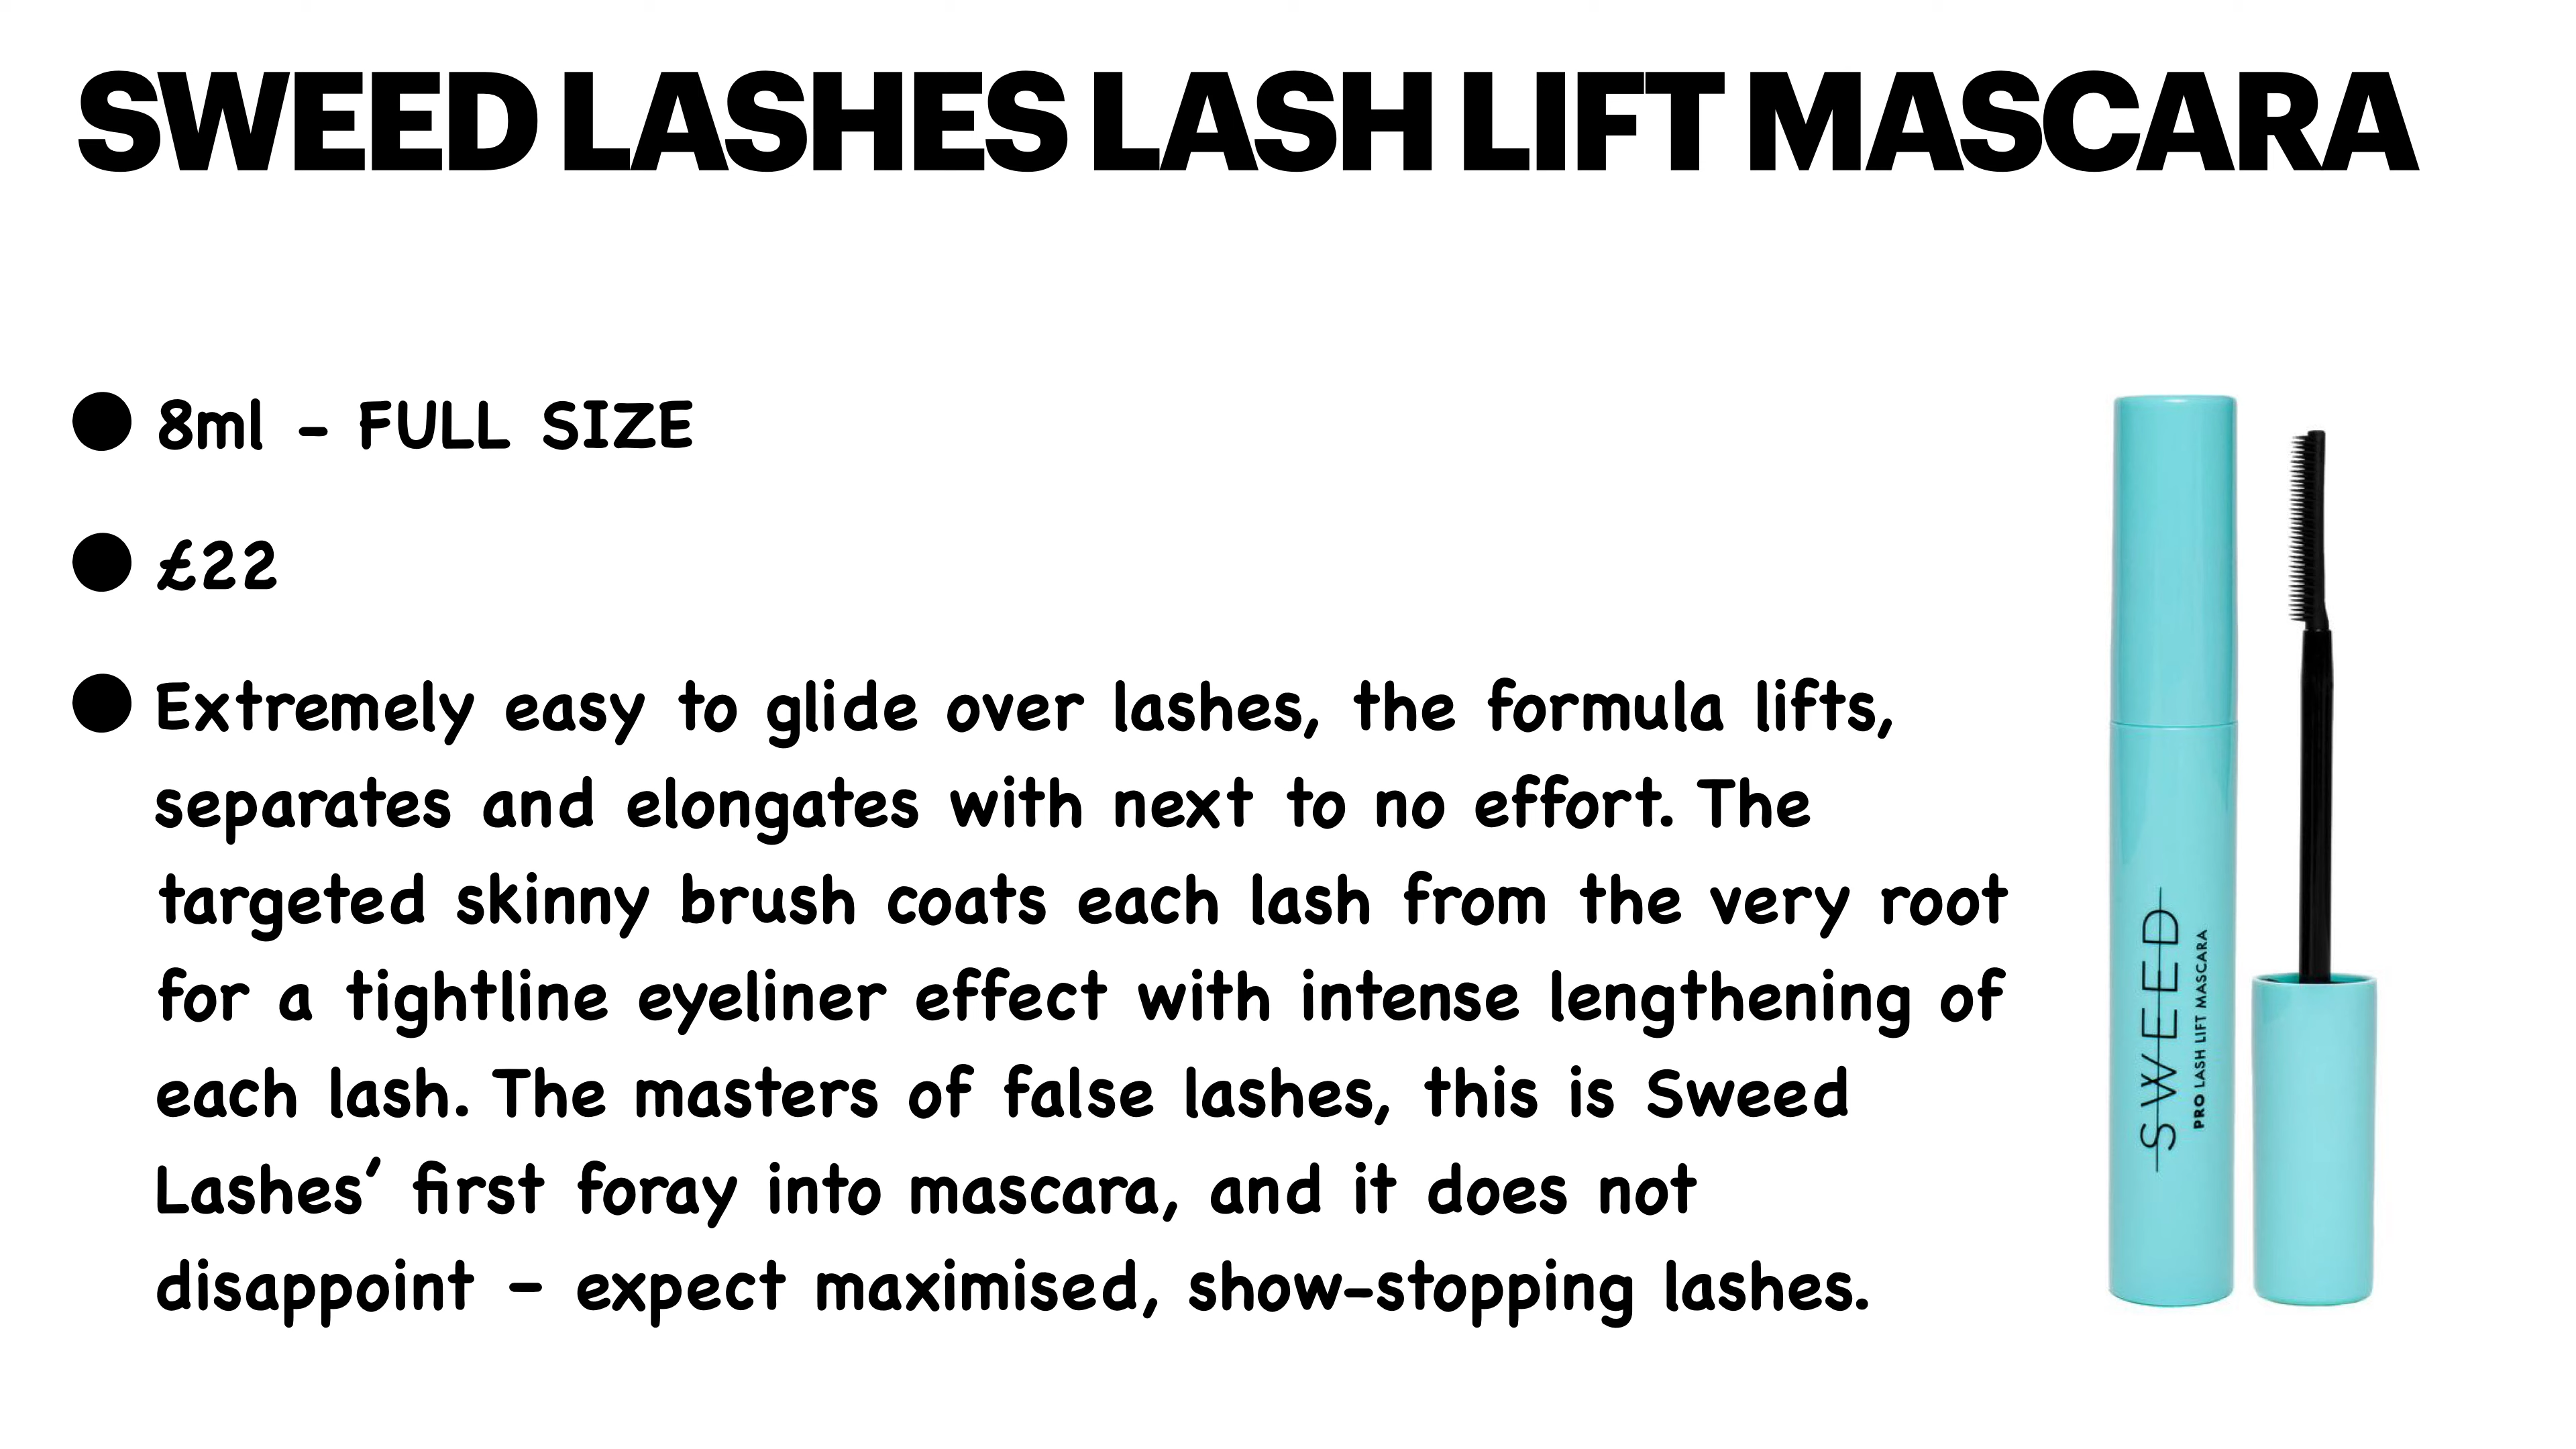 SWEED LASHES LASH LIFT MASCARA
● 8ml - FULL SIZE
● £22
● Extremely easy to glide over lashes, the formula lifts,
separates and elongates with next to no effort. The
targeted skinny brush coats each lash from the very root
for a tightline eyeliner effect with intense lengthening of
each lash. The masters of false lashes, this is Sweed
Lashes’ first foray into mascara, and it does not
disappoint – expect maximised, show-stopping lashes.
SWEED
PRO LASH LIFT MASCARA